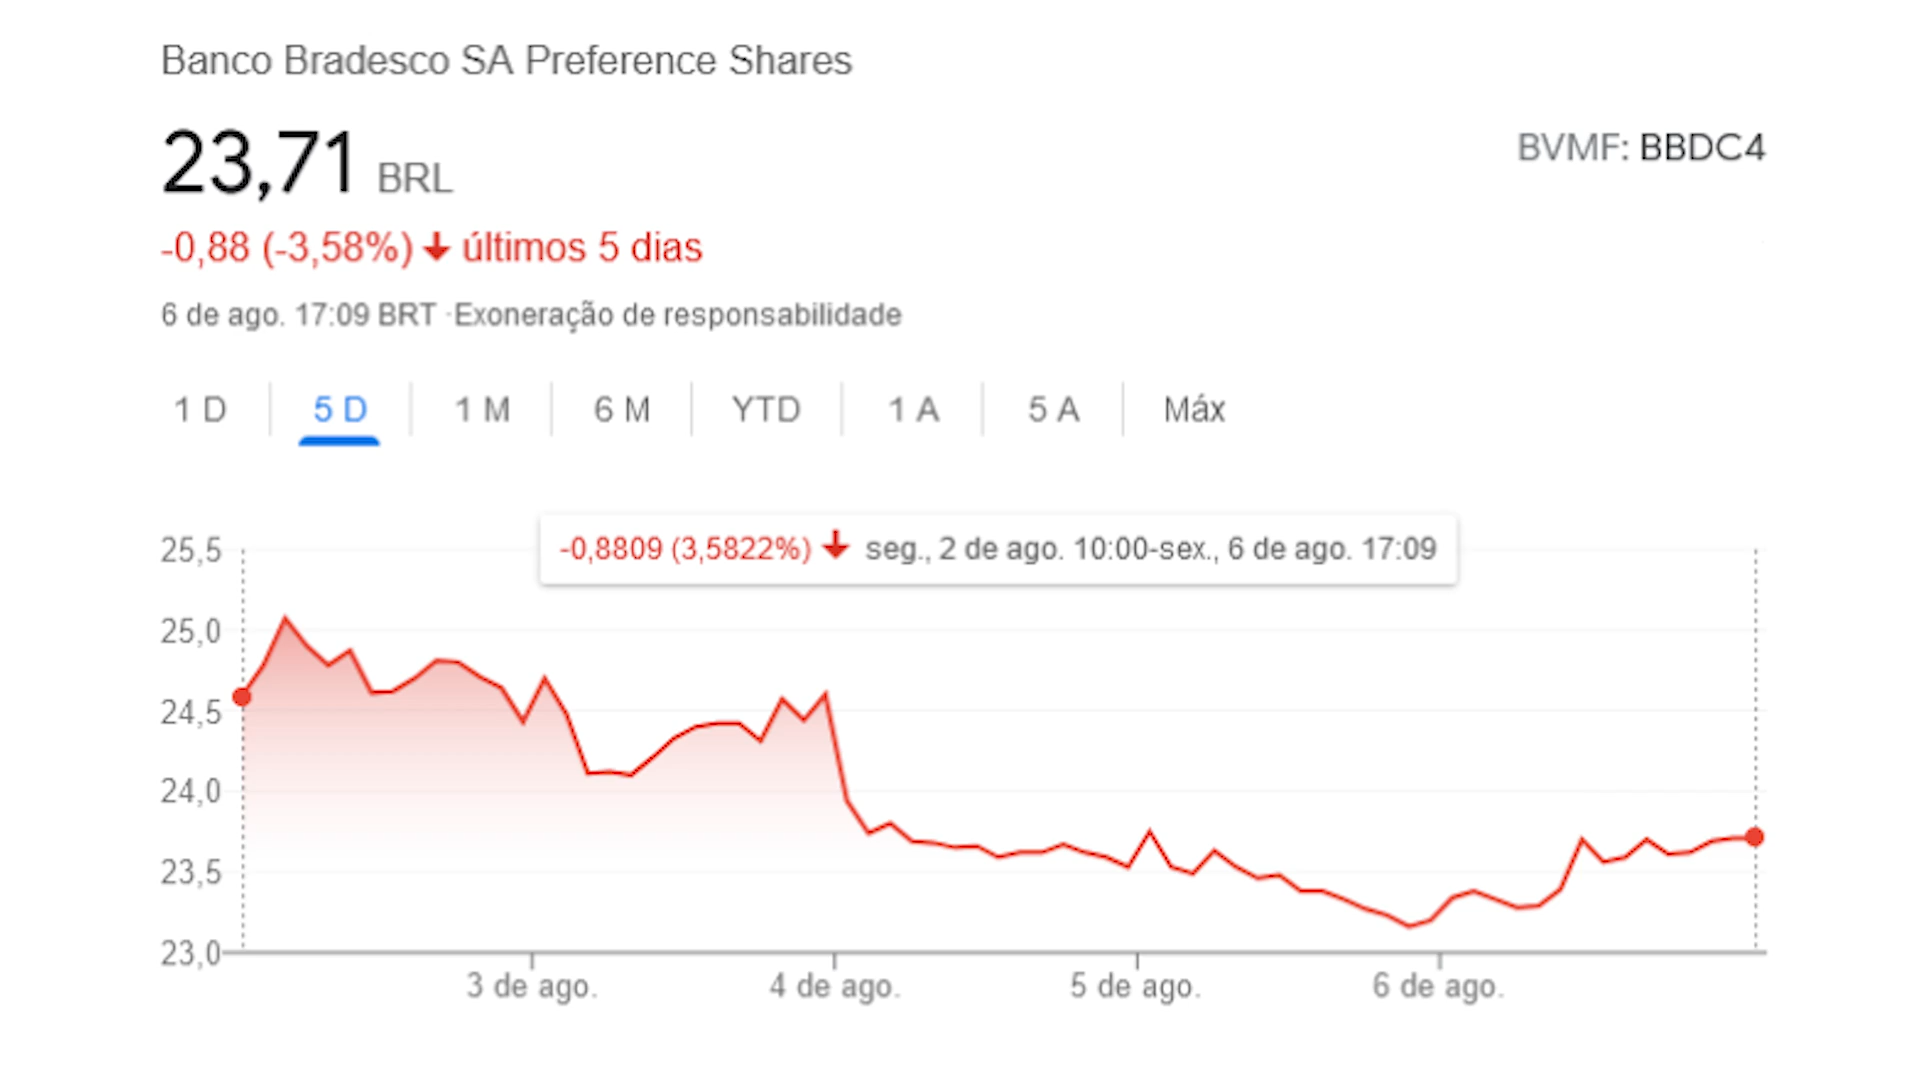 Banco Bradesco SA Preference Shares
23,71 BRL
BVMF: BBDC4
-0,88 (-3,58%) ↓ últimos 5 dias
6 de ago. 17:09 BRT ·Exoneração de responsabilidade
1 D 5 D 1 M 6 M YTD 1 A 5 A Máx
-0,8809 (3,5822%) ↓ seg., 2 de ago. 10:00-sex., 6 de ago. 17:09
25,5
25,0
24,5
24,0
23,5
23,0
3 de ago. 4 de ago. 5 de ago. 6 de ago.